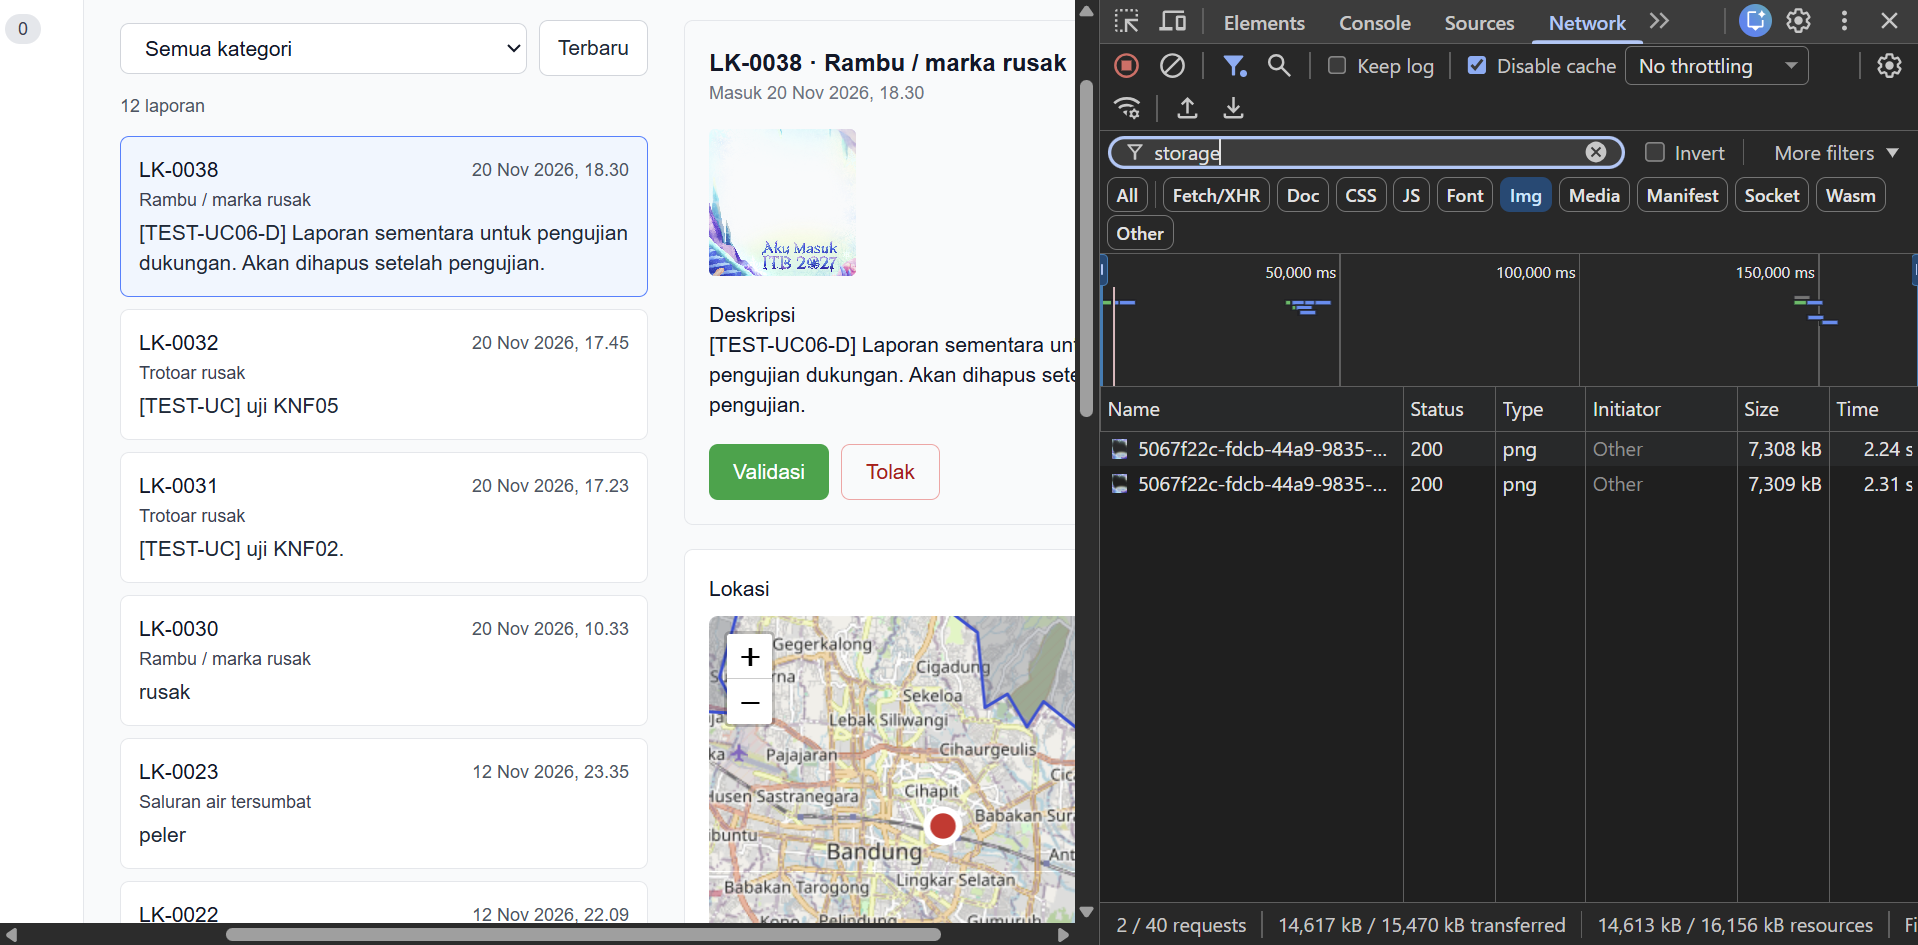 0
Semua kategori
Terbaru
12 laporan
LK-0038
20 Nov 2026, 18.30
Rambu / marka rusak
[TEST-UC06-D] Laporan sementara untuk pengujian
dukungan. Akan dihapus setelah pengujian.
LK-0032
20 Nov 2026, 17.45
Trotoar rusak
[TEST-UC] uji KNF05
LK-0031
20 Nov 2026, 17.23
Trotoar rusak
[TEST-UC] uji KNF02.
LK-0030
20 Nov 2026, 10.33
Rambu / marka rusak
rusak
LK-0023
12 Nov 2026, 23.35
Saluran air tersumbat
peler
LK-0022
12 Nov 2026, 22.09
LK-0038 · Rambu / marka rusak
Masuk 20 Nov 2026, 18.30
Aku Masuk
ITB 2027
Deskripsi
[TEST-UC06-D] Laporan sementara un
pengujian dukungan. Akan dihapus sete
pengujian.
Validasi
Tolak
Lokasi
+
−
Gegerkalong
Cigadung
Sekeloa
Lebak Siliwangi
Cihaurgeulis
Pajajaran
Cihapit
Husen Sastranegara
Babakan Sur
Bandung
Babakan Tarogong
Lingkar Selatan
Pelindung
Gumuruh
Elements
Console
Sources
Network
Keep log
Disable cache
No throttling
storage
Invert
More filters
All
Fetch/XHR
Doc
CSS
JS
Font
Img
Media
Manifest
Socket
Wasm
Other
50,000 ms
100,000 ms
150,000 ms
Name Status Type Initiator Size Time
5067f22c-fdcb-44a9-9835-... 200 png Other 7,308 kB 2.24 s
5067f22c-fdcb-44a9-9835-... 200 png Other 7,309 kB 2.31 s
2 / 40 requests
14,617 kB / 15,470 kB transferred
14,613 kB / 16,156 kB resources
Fi